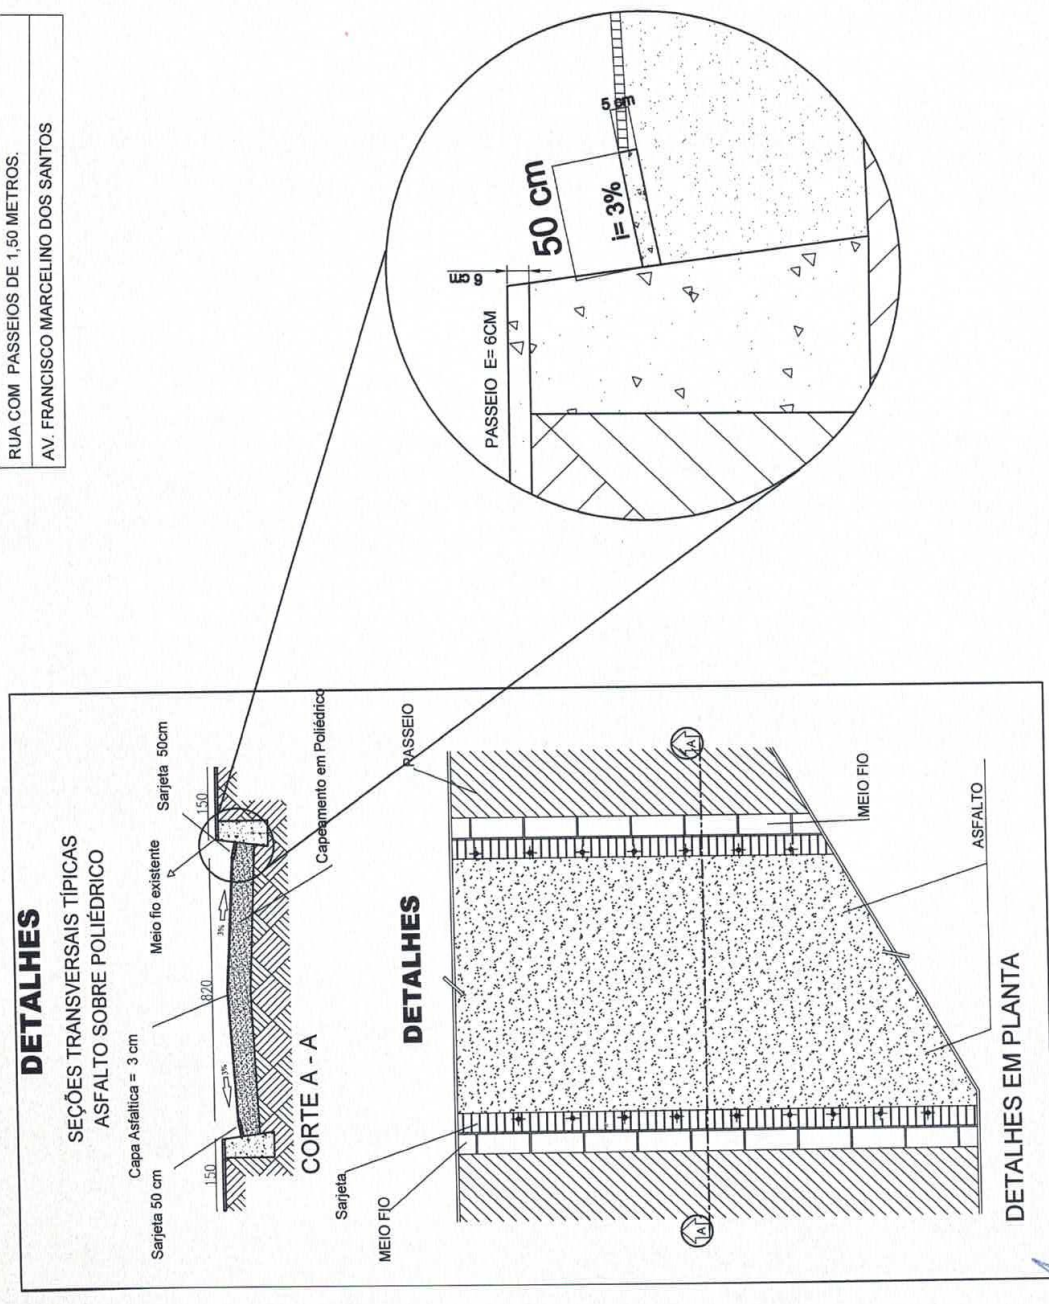 RUA COM PASSEIOS DE 1,50 METROS.
AV. FRANCISCO MARCELINO DOS SANTOS
DETALHES
SEÇÕES TRANSVERSAIS TÍPICAS
ASFALTO SOBRE POLIÉDRICO
Sarjeta 50 cm
Capa Asfaltica = 3 cm
Meio fio existente
Sarjeta 50cm
150
820
150
3%
3%
CORTE A - A
Capeamento em Poliédrico
DETALHES
Sarjeta
MEIO FIO
PASSEIO
A
A
MEIO FIO
ASFALTO
DETALHES EM PLANTA
PASSEIO E= 6CM
6 cm
50 cm
i= 3%
5 cm